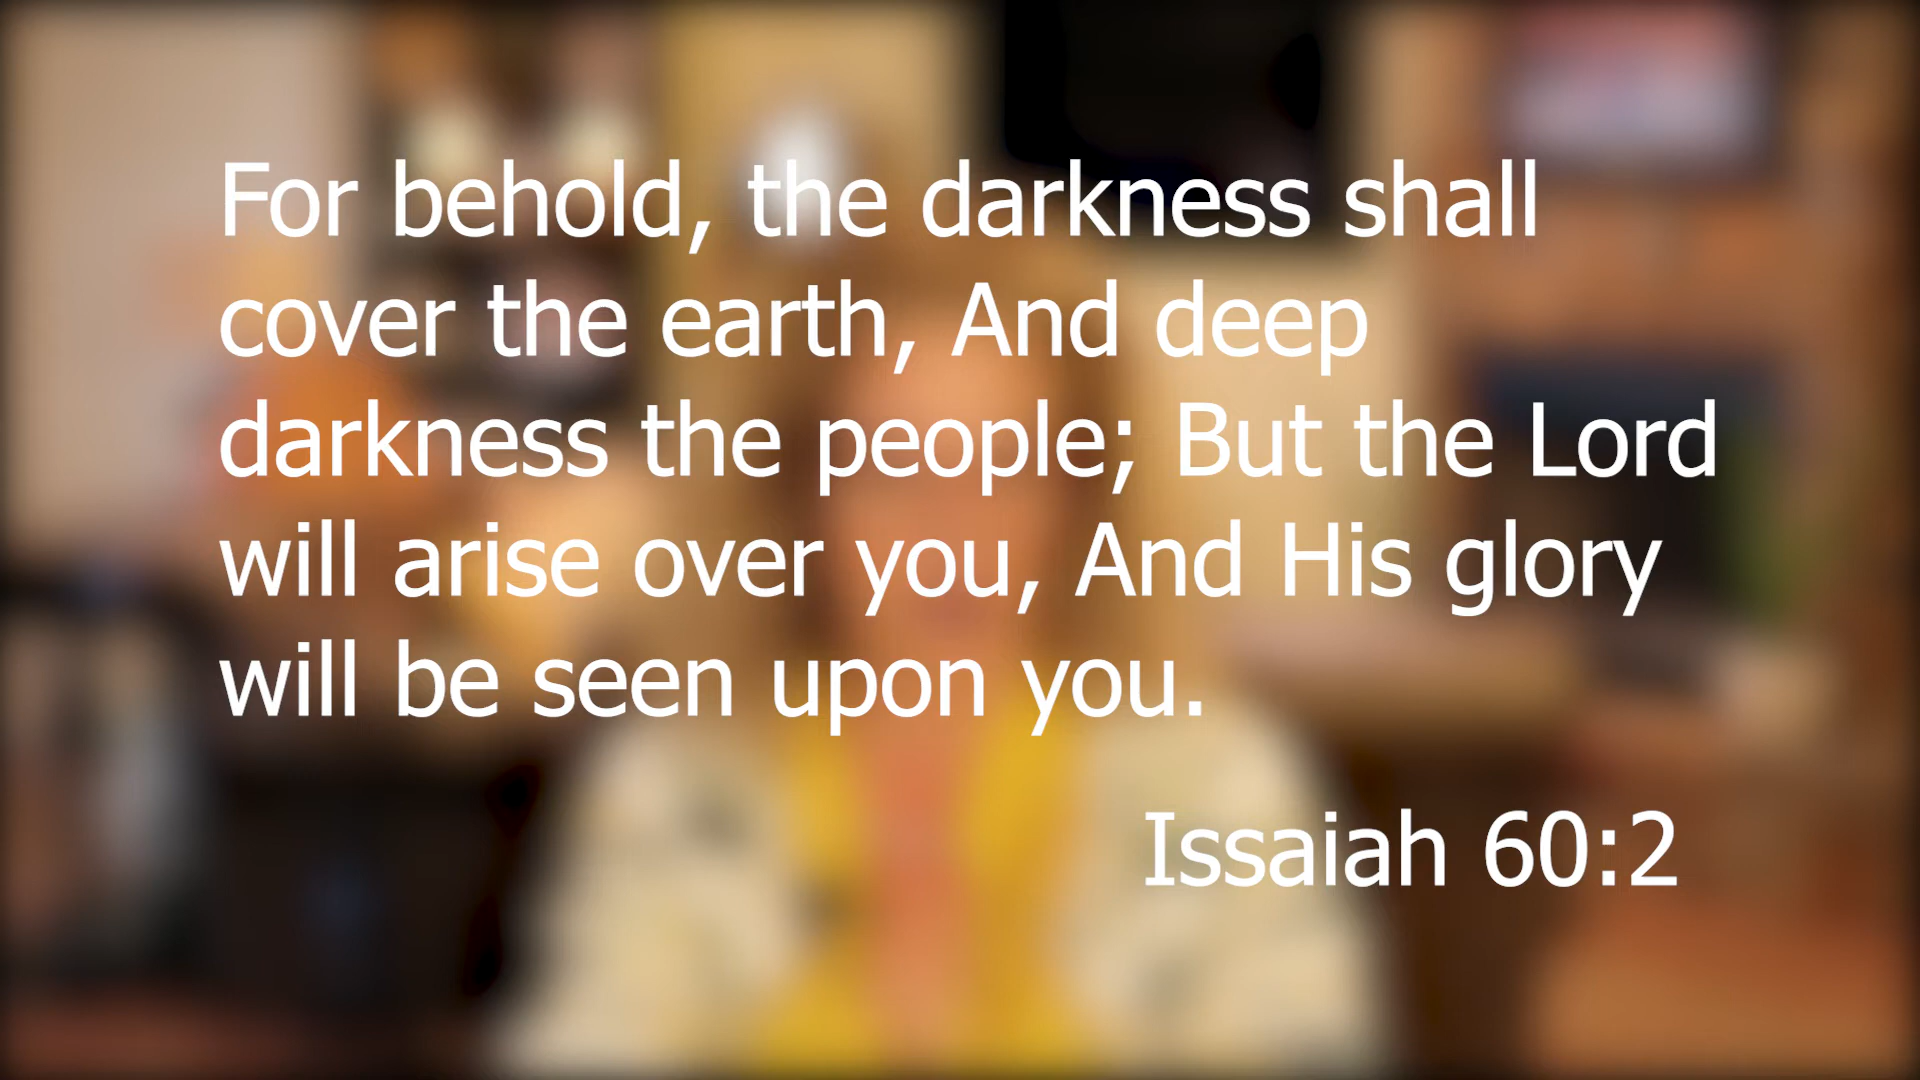 For behold, the darkness shall
cover the earth, And deep
darkness the people; But the Lord
will arise over you, And His glory
will be seen upon you.
Issaiah 60:2